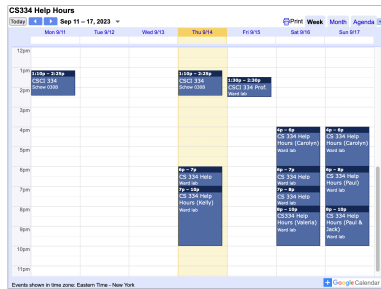 CS334 Help Hours
Today Sep 11 – 17, 2023 Print Week Month Agenda
Mon 9/11 Tue 9/12 Wed 9/13 Thu 9/14 Fri 9/15 Sat 9/16 Sun 9/17
12pm
1pm
1:10p – 2:25p
CSCI 334
Schow 030B
1:10p – 2:25p
CSCI 334
Schow 030B
1:30p – 2:30p
CSCI 334 Prof.
Ward lab
2pm
3pm
4pm
4p – 6p
CS 334 Help
Hours (Carolyn)
Ward lab
4p – 6p
CS 334 Help
Hours (Carolyn)
Ward lab
5pm
6pm
6p – 7p
CS 334 Help
Ward lab
6p – 7p
CS 334 Help
Ward lab
6p – 8p
CS 334 Help
Hours (Paul)
Ward lab
7pm
7p – 10p
CS 334 Help
Hours (Kelly)
Ward lab
7p – 8p
CS 334 Help
Ward lab
8pm
8p – 10p
CS334 Help
Hours (Valeria)
Ward lab
8p – 10p
CS 334 Help
Hours (Paul &
Jack)
Ward lab
9pm
10pm
11pm
Events shown in time zone: Eastern Time - New York
+ Google Calendar